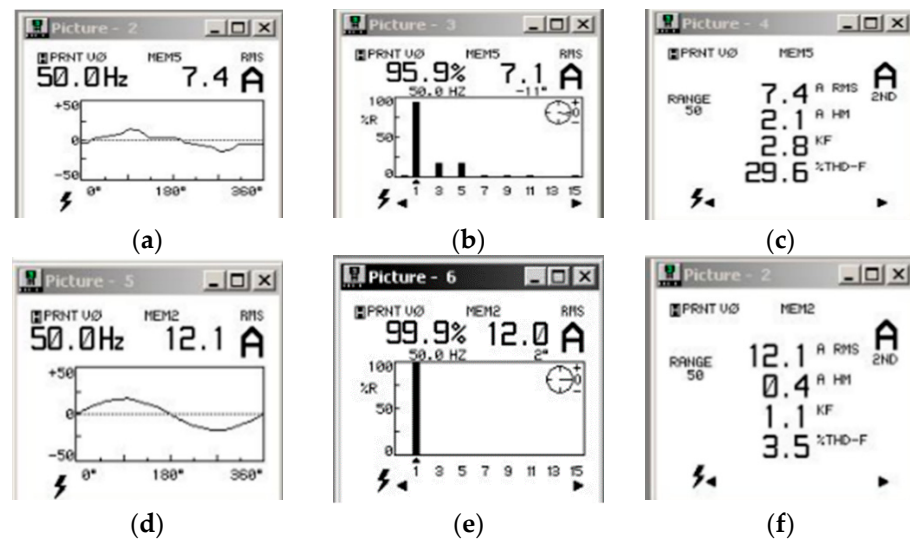 Picture - 2
PRNT VØ MEM5 RMS
50.0Hz 7.4 A
+50
0
-50
0° 180° 360°
(a)
Picture - 3
PRNT VØ MEM5 RMS
95.9% 7.1 A
50.0 HZ -11°
100
%R
50
0
+
0
-
1 3 5 7 9 11 13 15
(b)
Picture - 4
PRNT VØ MEM5
A
2ND
RANGE
50
7.4 A RMS
2.1 A HM
2.8 KF
29.6 %THD-F
(c)
Picture - 5
PRNT VØ MEM2 RMS
50.0Hz 12.1 A
+50
0
-50
0° 180° 360°
(d)
Picture - 6
PRNT VØ MEM2 RMS
99.9% 12.0 A
50.0 HZ 2°
100
%R
50
0
+
0
-
1 3 5 7 9 11 13 15
(e)
Picture - 2
PRNT VØ MEM2
A
2ND
RANGE
50
12.1 A RMS
0.4 A HM
1.1 KF
3.5 %THD-F
(f)